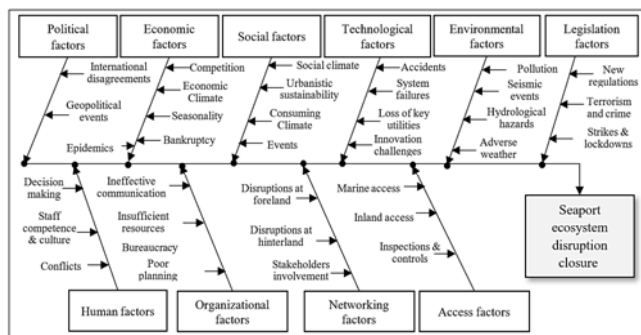 Political
factors
Economic
factors
Social factors
Technological
factors
Environmental
factors
Legislation
factors
International
disagreements
Geopolitical
events
Competition
Economic
Climate
Seasonality
Epidemics
Bankruptcy
Social climate
Urbanistic
sustainability
Consuming
Climate
Events
Accidents
System
failures
Loss of key
utilities
Innovation
challenges
Pollution
Seismic
events
Hydrological
hazards
Adverse
weather
New
regulations
Terrorism
and crime
Strikes &
lockdowns
Decision
making
Staff
competence
& culture
Conflicts
Ineffective
communication
Insufficient
resources
Bureaucracy
Poor
planning
Disruptions at
foreland
Disruptions at
hinterland
Stakeholders
involvement
Marine access
Inland access
Inspections &
controls
Seaport
ecosystem
disruption
closure
Human factors
Organizational
factors
Networking
factors
Access factors